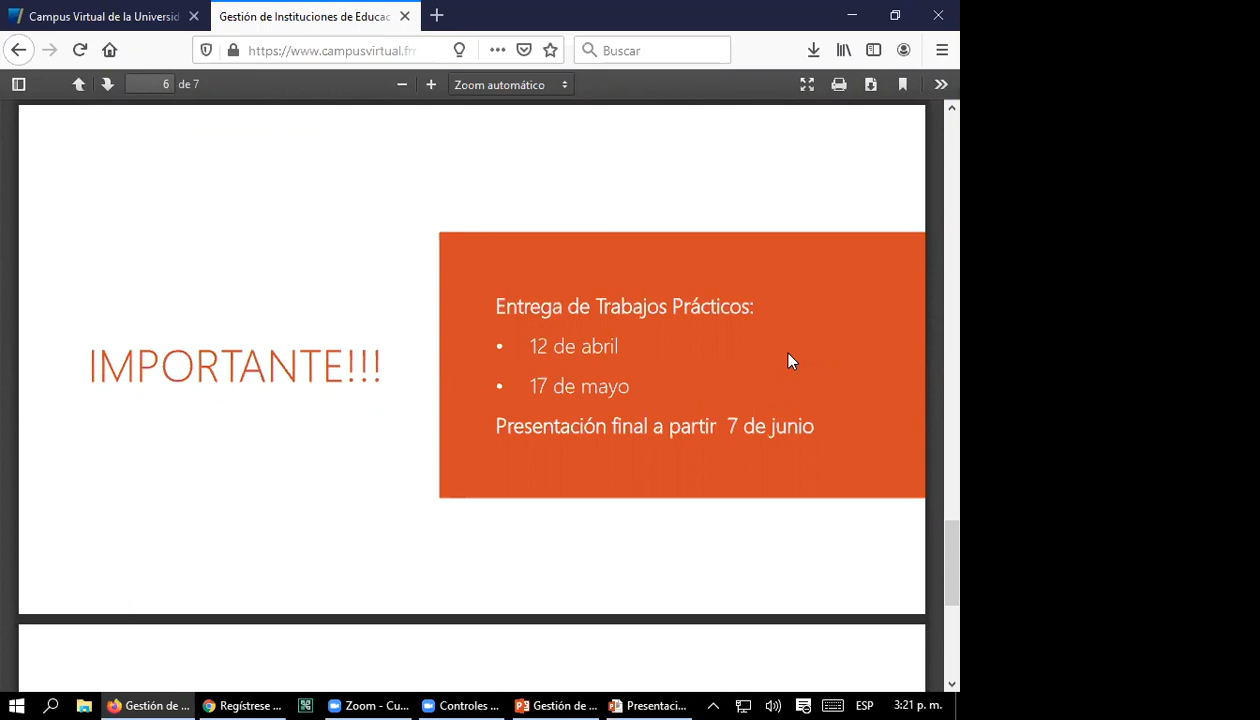 Campus Virtual de la Universid
Gestión de Instituciones de Educac
https://www.campusvirtual.fr
Buscar
6 de 7
Zoom automático
IMPORTANTE!!!
Entrega de Trabajos Prácticos:
• 12 de abril
• 17 de mayo
Presentación final a partir 7 de junio
Gestión de ...
Regístrese ...
Zoom - Cu...
Controles ...
Gestión de ...
Presentaci...
ESP
3:21 p. m.